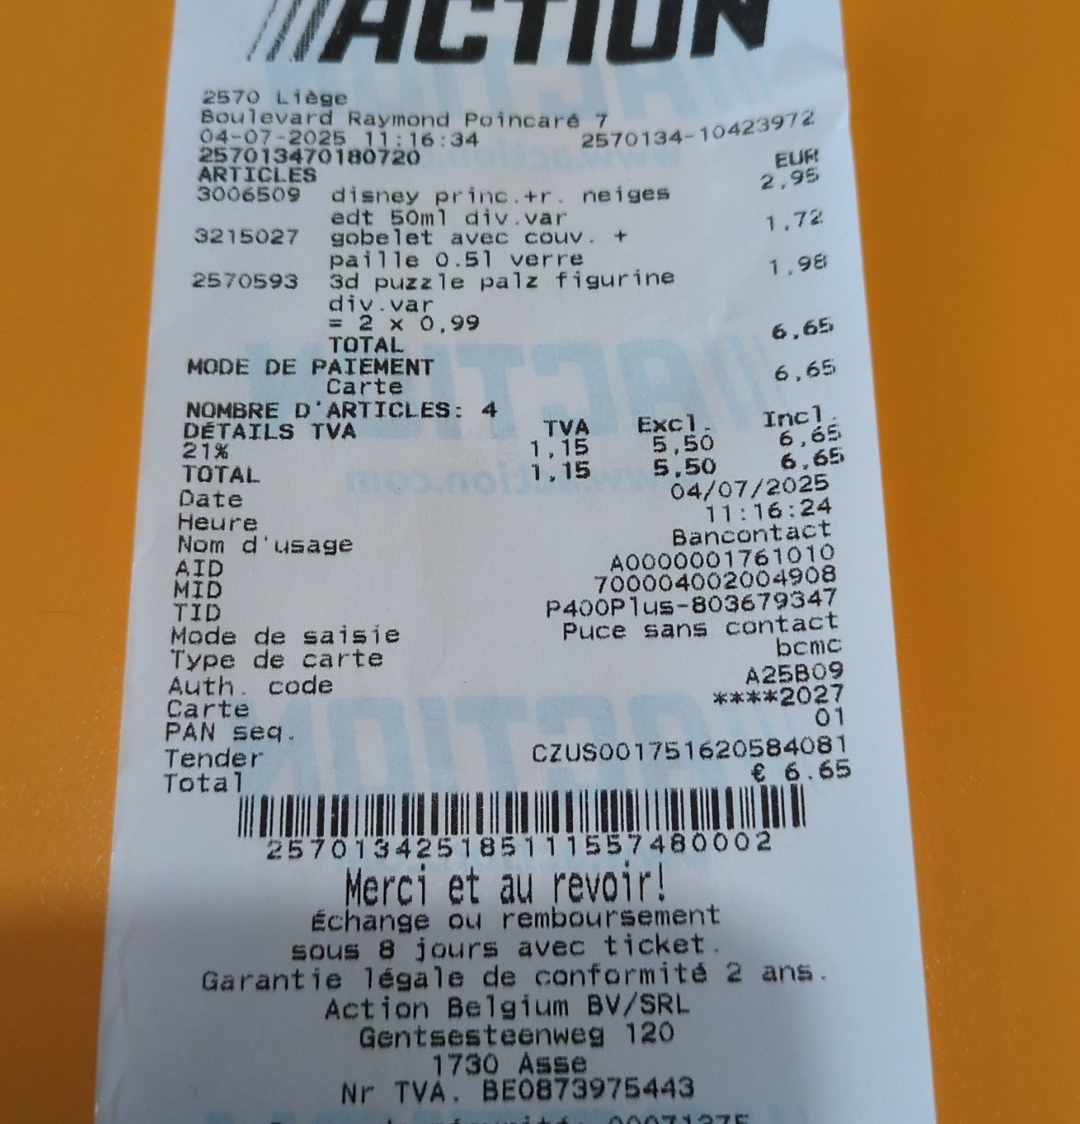 ACTION
2570 Liège
Boulevard Raymond Poincaré 7
04-07-2025 11:16:34 2570134-10423972
257013470180720
EUR
ARTICLES
3006509 disney princ.+r. neiges 2,95
edt 50ml div.var
3215027 gobelet avec couv. + 1,72
paille 0.5l verre
2570593 3d puzzle palz figurine 1,98
div.var
= 2 x 0,99
TOTAL 6,65
MODE DE PAIEMENT
Carte 6,65
NOMBRE D'ARTICLES: 4
DÉTAILS TVA TVA Excl. Incl.
21% 1,15 5,50 6,65
TOTAL 1,15 5,50 6,65
Date 04/07/2025
Heure 11:16:24
Nom d'usage Bancontact
AID A0000001761010
MID 700004002004908
TID P400Plus-803679347
Mode de saisie Puce sans contact
Type de carte bcmc
Auth. code A25B09
Carte ****2027
PAN seq. 01
Tender CZUS001751620584081
Total € 6.65
257013425185111557480002
Merci et au revoir!
Échange ou remboursement
sous 8 jours avec ticket.
Garantie légale de conformité 2 ans.
Action Belgium BV/SRL
Gentsesteenweg 120
1730 Asse
Nr TVA. BE0873975443